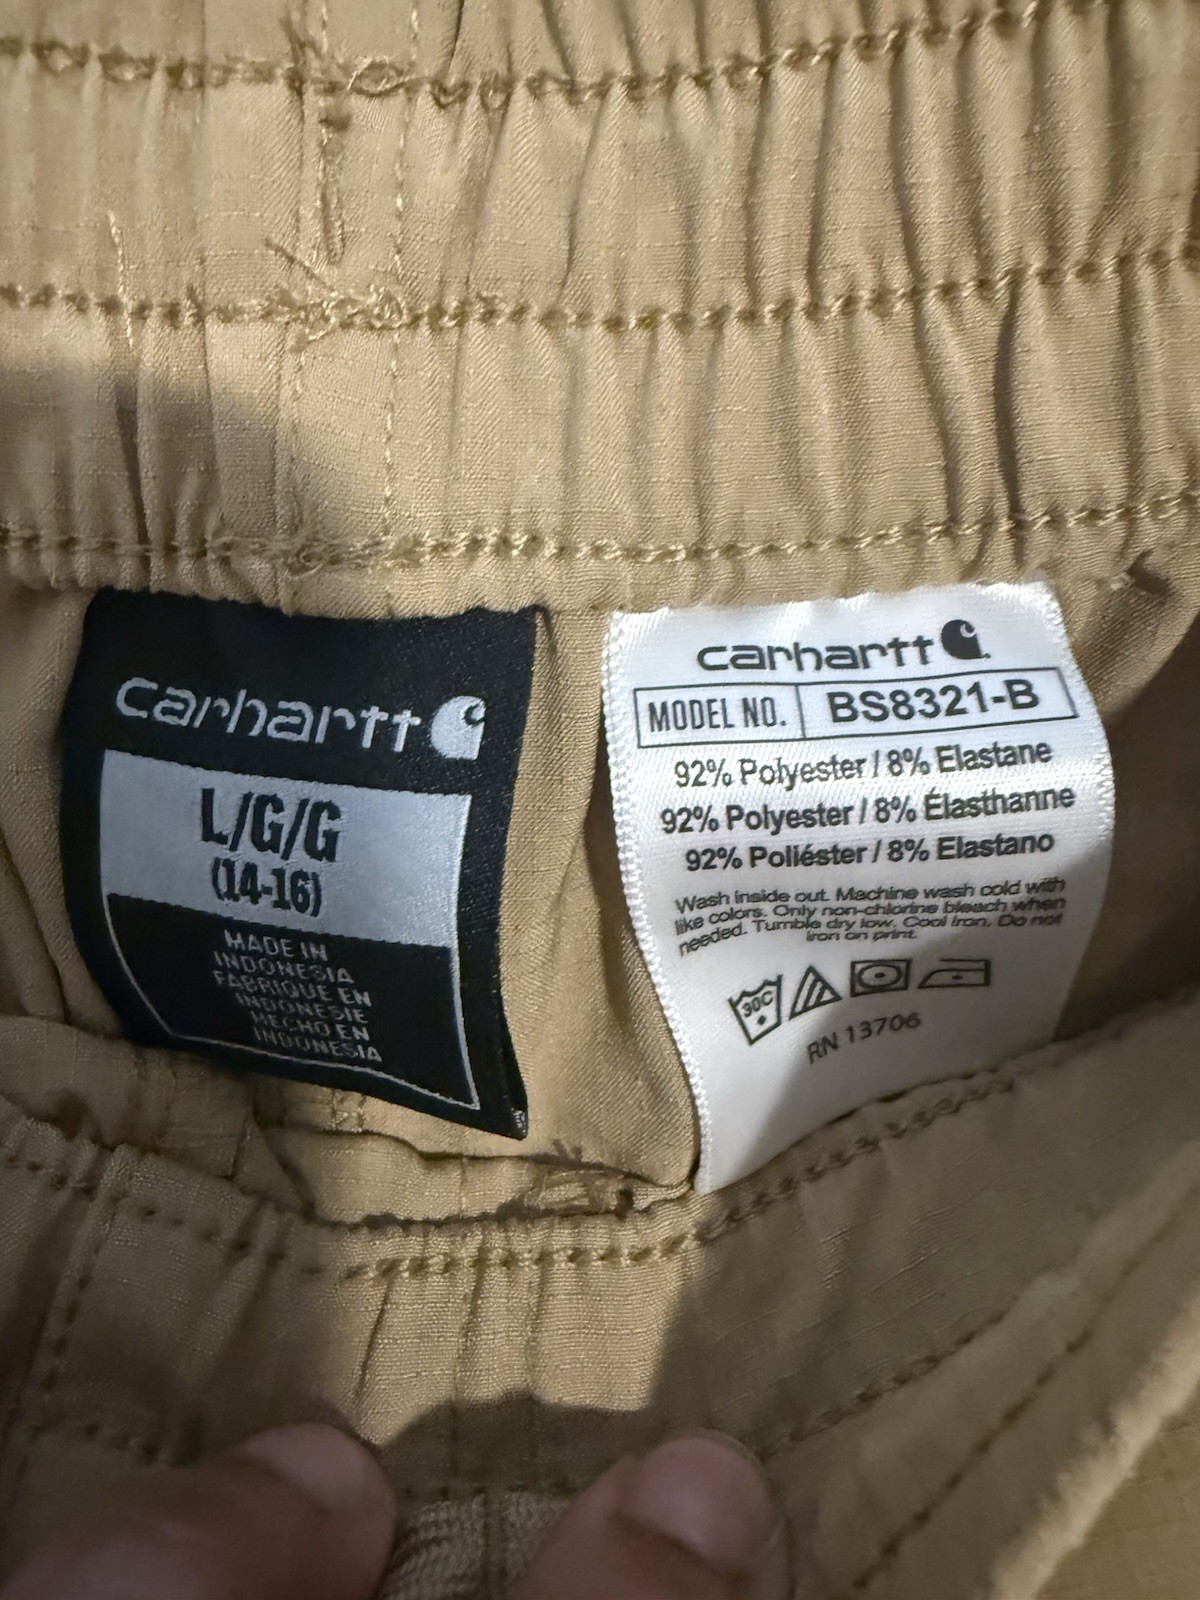 carhartt
L/G/G
(14-16)
MADE IN
INDONESIA
FABRIQUE EN
INDONESIE
HECHO EN
INDONESIA
carhartt
MODEL NO. BS8321-B
92% Polyester / 8% Elastane
92% Polyester / 8% Élasthanne
92% Poliéster / 8% Elastano
Wash inside out. Machine wash cold with
like colors. Only non-chlorine bleach when
needed. Tumble dry low. Cool Iron. Do not
iron on print.
30C
RN 13706